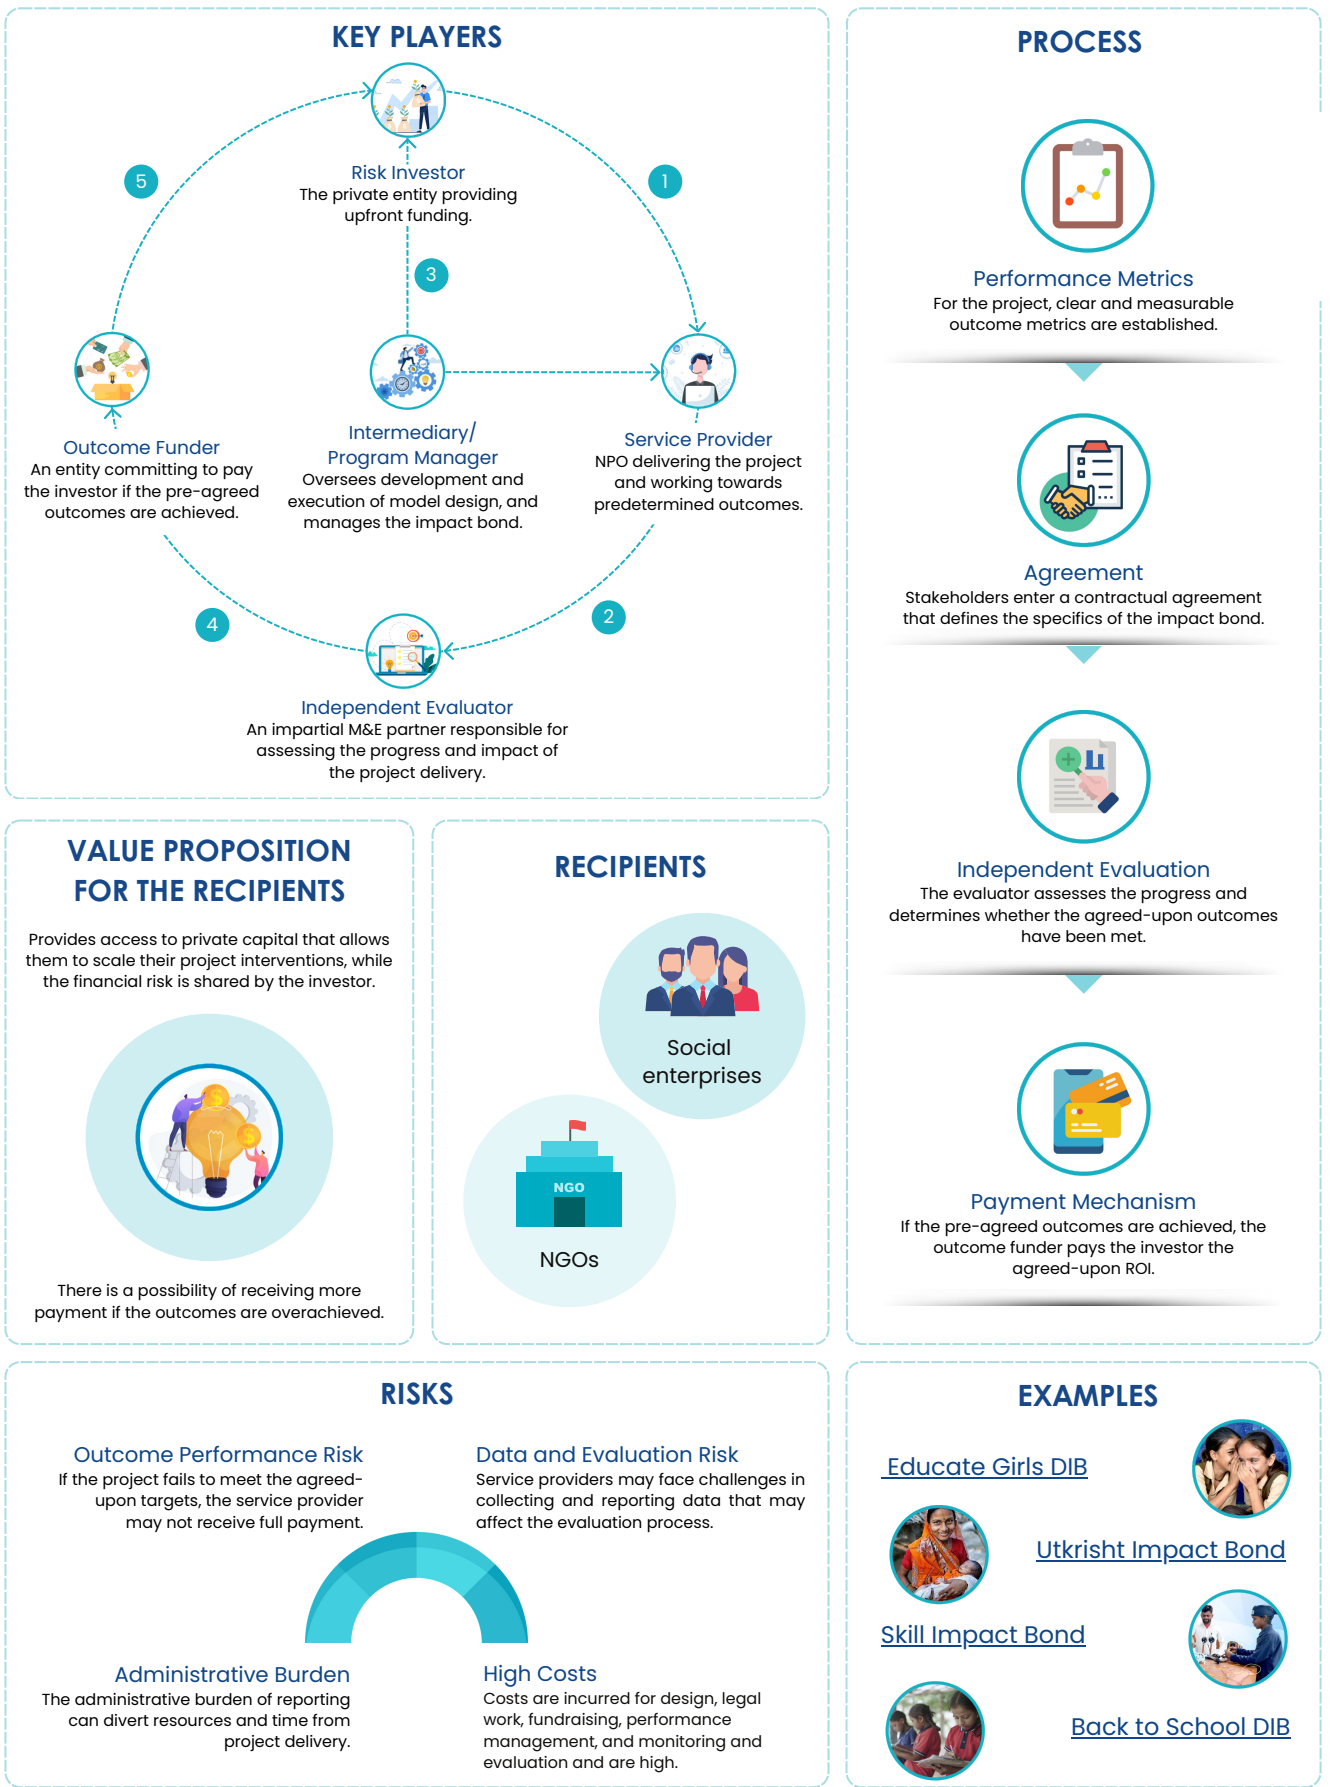 KEY PLAYERS
5
1
Risk Investor
The private entity providing
upfront funding.
3
Outcome Funder
An entity committing to pay
the investor if the pre-agreed
outcomes are achieved.
Intermediary/
Program Manager
Oversees development and
execution of model design, and
manages the impact bond.
Service Provider
NPO delivering the project
and working towards
predetermined outcomes.
4
2
Independent Evaluator
An impartial M&E partner responsible for
assessing the progress and impact of
the project delivery.
PROCESS
Performance Metrics
For the project, clear and measurable
outcome metrics are established.
Agreement
Stakeholders enter a contractual agreement
that defines the specifics of the impact bond.
Independent Evaluation
The evaluator assesses the progress and
determines whether the agreed-upon outcomes
have been met.
Payment Mechanism
If the pre-agreed outcomes are achieved, the
outcome funder pays the investor the
agreed-upon ROI.
VALUE PROPOSITION
FOR THE RECIPIENTS
Provides access to private capital that allows
them to scale their project interventions, while
the financial risk is shared by the investor.
$
$
There is a possibility of receiving more
payment if the outcomes are overachieved.
RECIPIENTS
Social
enterprises
NGO
NGOs
RISKS
Outcome Performance Risk
If the project fails to meet the agreed-
upon targets, the service provider
may not receive full payment.
Data and Evaluation Risk
Service providers may face challenges in
collecting and reporting data that may
affect the evaluation process.
Administrative Burden
The administrative burden of reporting
can divert resources and time from
project delivery.
High Costs
Costs are incurred for design, legal
work, fundraising, performance
management, and monitoring and
evaluation and are high.
EXAMPLES
Educate Girls DIB
Utkrisht Impact Bond
Skill Impact Bond
Back to School DIB